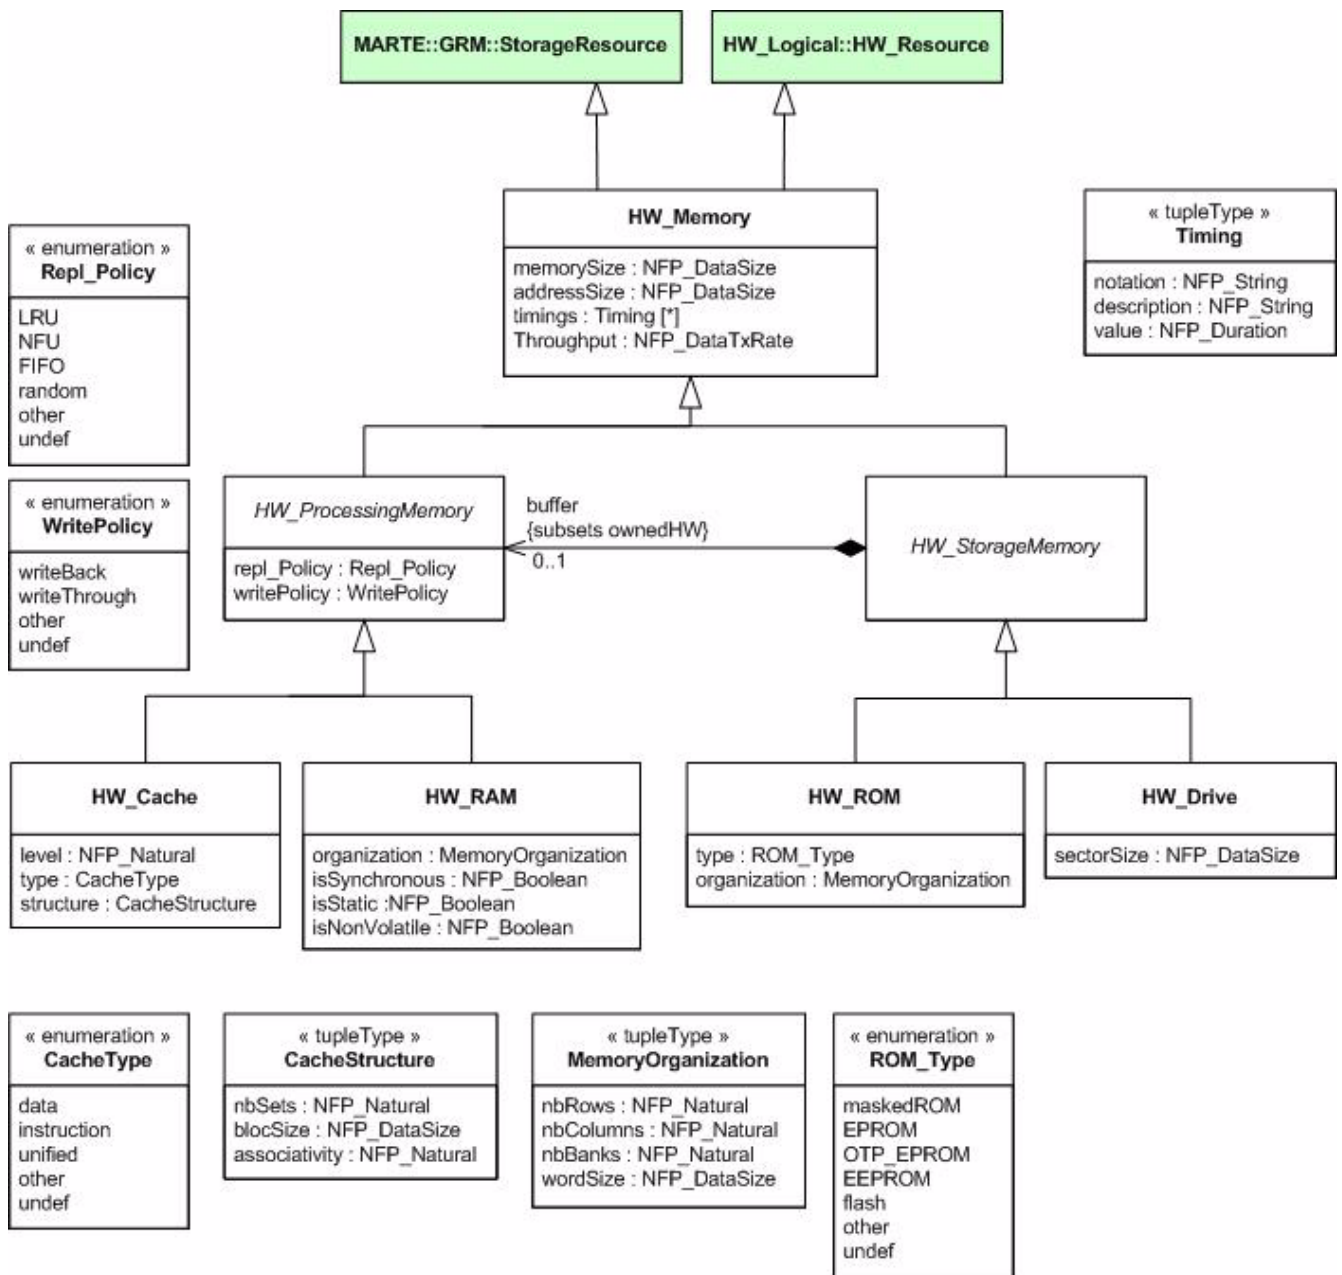 MARTE::GRM::StorageResource
HW_Logical::HW_Resource
HW_Memory
memorySize : NFP_DataSize
addressSize : NFP_DataSize
timings : Timing [*]
Throughput : NFP_DataTxRate
« tupleType »
Timing
notation : NFP_String
description : NFP_String
value : NFP_Duration
« enumeration »
Repl_Policy
LRU
NFU
FIFO
random
other
undef
« enumeration »
WritePolicy
writeBack
writeThrough
other
undef
HW_ProcessingMemory
repl_Policy : Repl_Policy
writePolicy : WritePolicy
buffer
{subsets ownedHW}
0..1
HW_StorageMemory
HW_Cache
level : NFP_Natural
type : CacheType
structure : CacheStructure
HW_RAM
organization : MemoryOrganization
isSynchronous : NFP_Boolean
isStatic :NFP_Boolean
isNonVolatile : NFP_Boolean
HW_ROM
type : ROM_Type
organization : MemoryOrganization
HW_Drive
sectorSize : NFP_DataSize
« enumeration »
CacheType
data
instruction
unified
other
undef
« tupleType »
CacheStructure
nbSets : NFP_Natural
blocSize : NFP_DataSize
associativity : NFP_Natural
« tupleType »
MemoryOrganization
nbRows : NFP_Natural
nbColumns : NFP_Natural
nbBanks : NFP_Natural
wordSize : NFP_DataSize
« enumeration »
ROM_Type
maskedROM
EPROM
OTP_EPROM
EEPROM
flash
other
undef